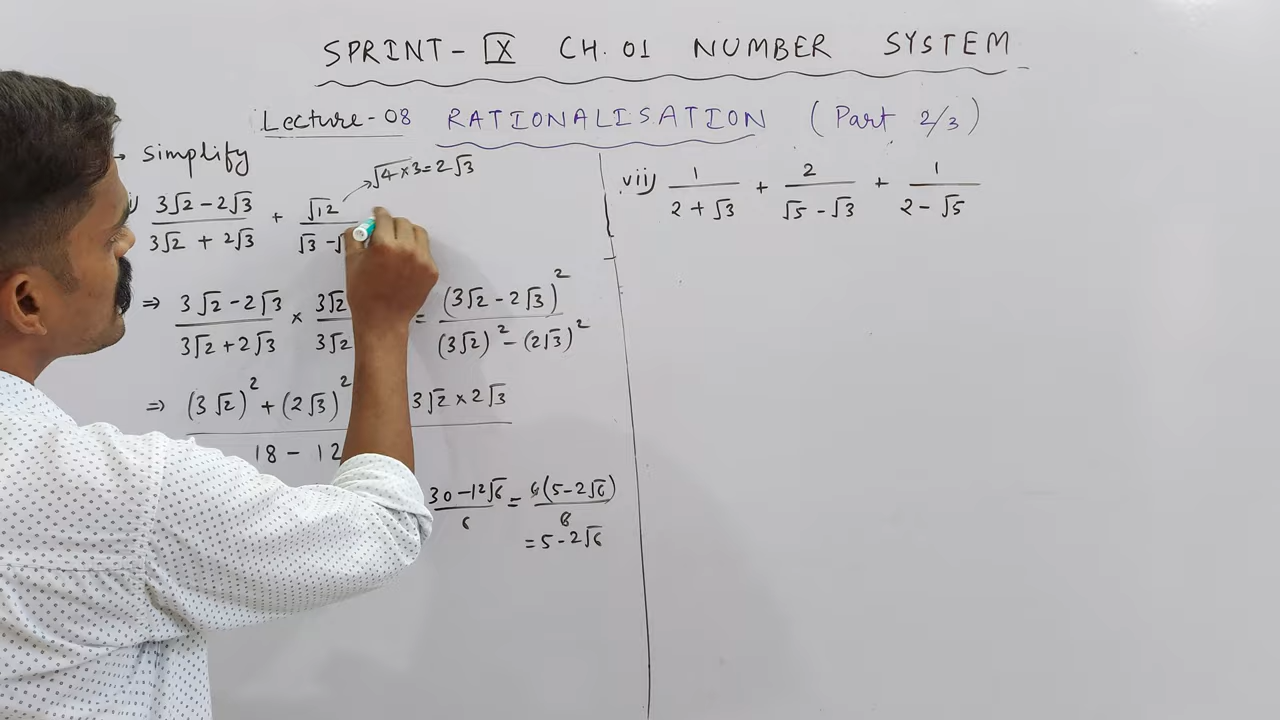 SPRINT - IX CH. 01 NUMBER SYSTEM
Lecture - 08 RATIONALISATION (Part 2/3)
→ Simplify
√4 × 3 = 2√3
i) (3√2 − 2√3)/(3√2 + 2√3) + √12/(√3 − √
⇒ (3√2 − 2√3)/(3√2 + 2√3) × 3√2/3√2 = (3√2 − 2√3)²/((3√2)² − (2√3)²)
⇒ (3√2)² + (2√3)² 3√2 × 2√3
18 − 12
(30 − 12√6)/6 = 6(5 − 2√6)/6
= 5 − 2√6
vii) 1/(2 + √3) + 2/(√5 − √3) + 1/(2 − √5)